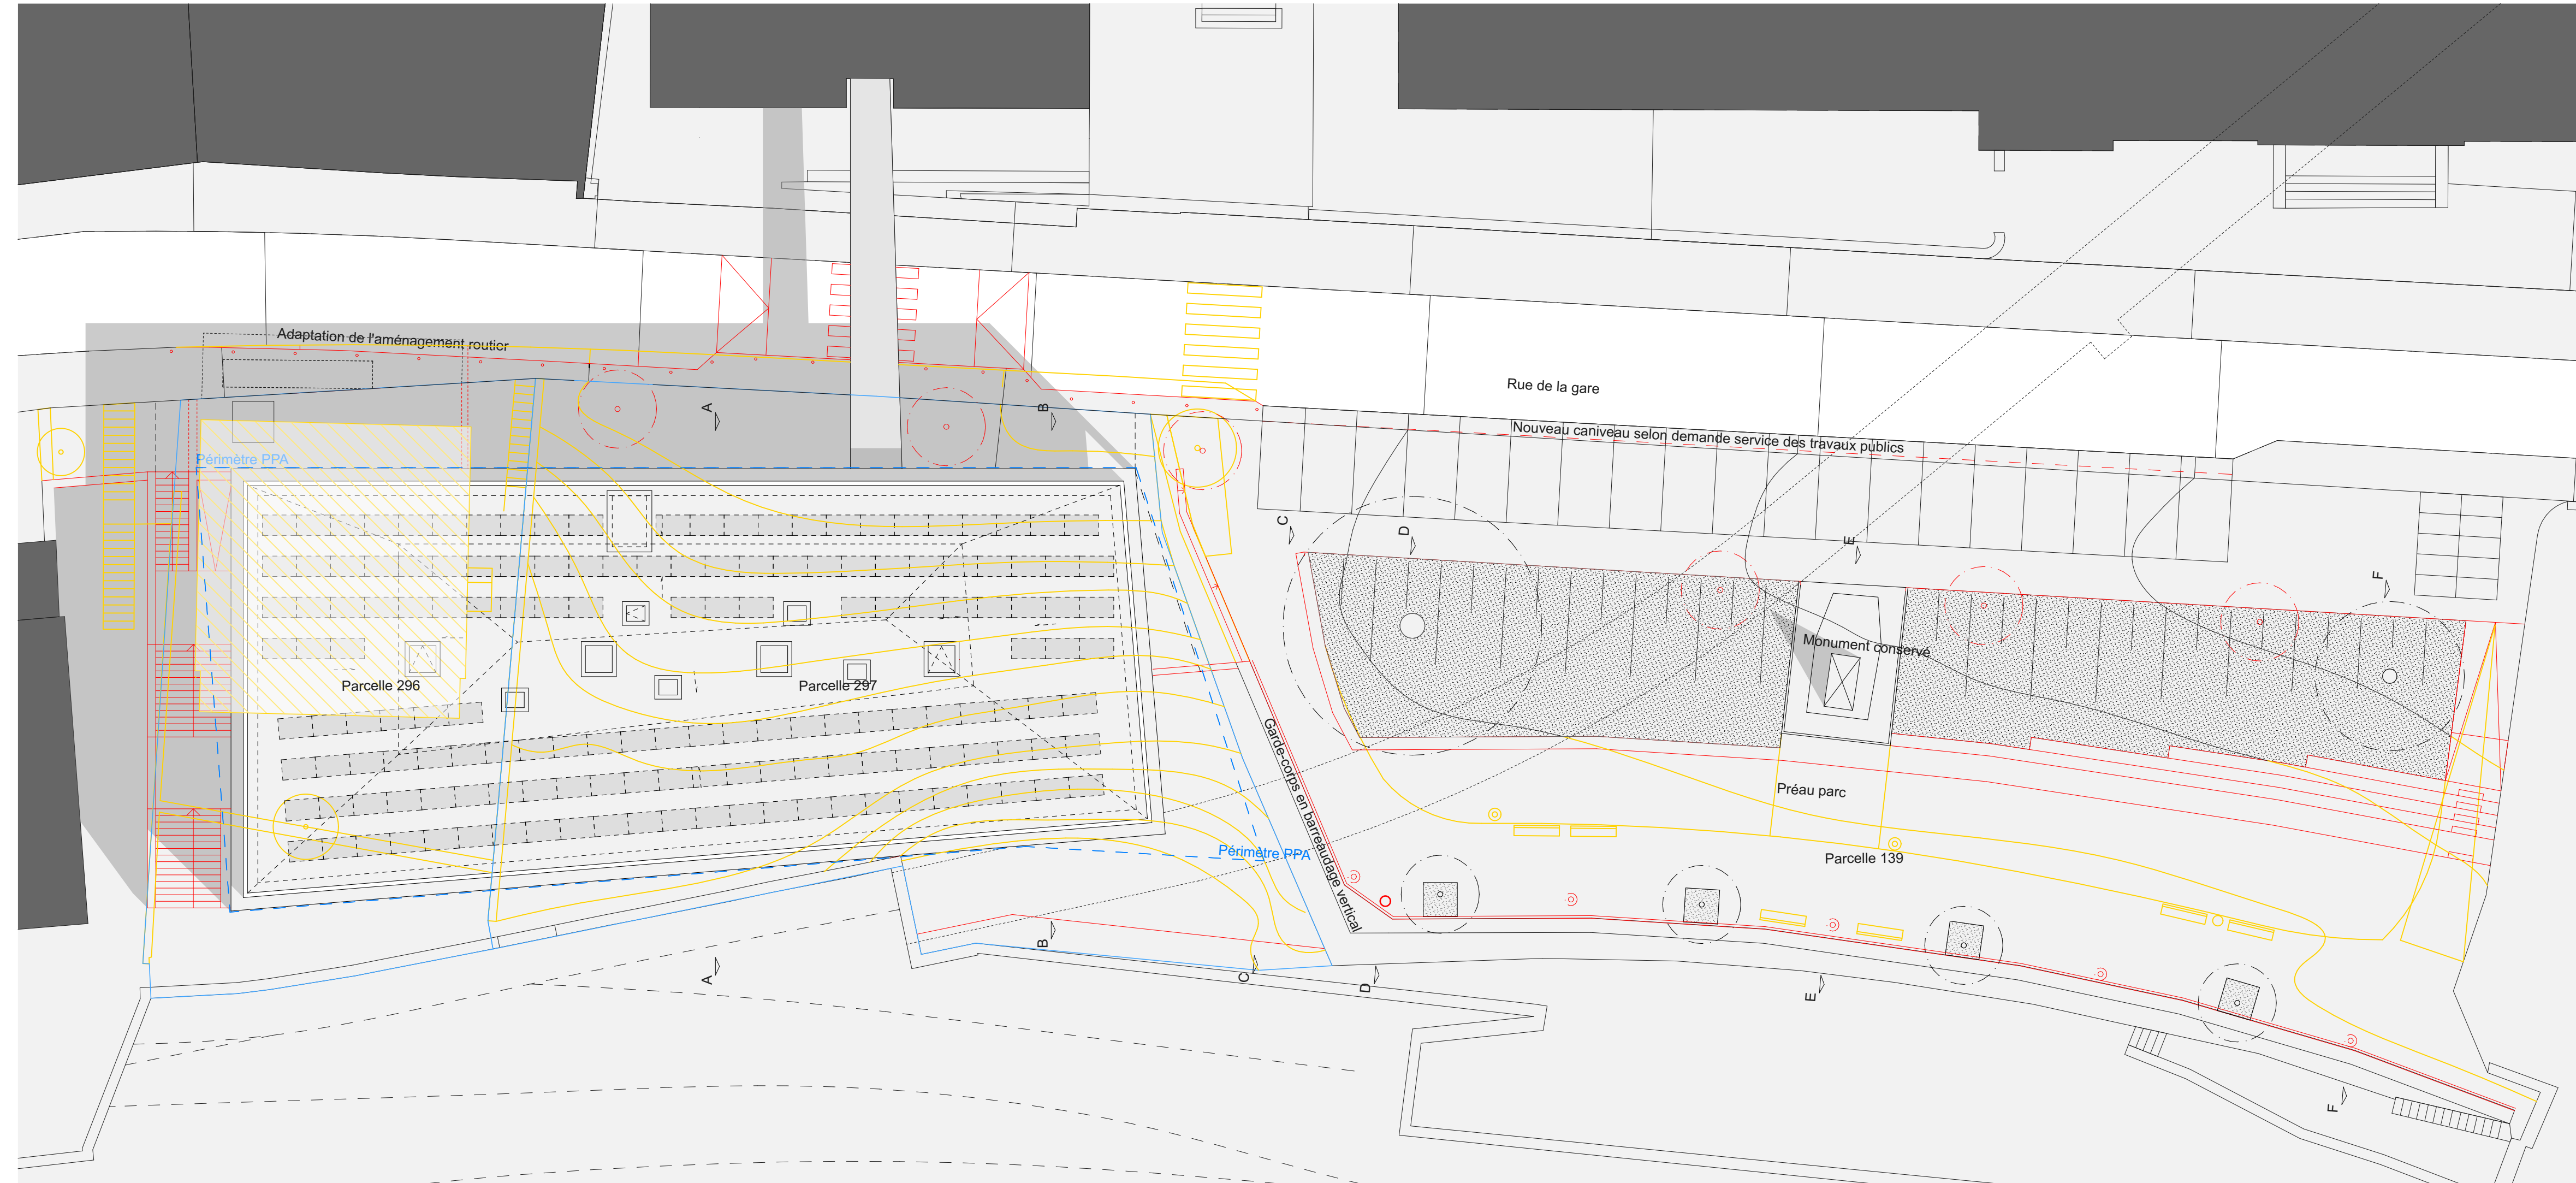 Adaptation de l'aménagement routier
Rue de la gare
A
B
Nouveau caniveau selon demande service des travaux publics
Périmètre PPA
C
D
E
F
Monument conservé
Parcelle 296
Parcelle 297
Garde-corps en barreaudage vertical
Préau parc
Périmètre PPA
Parcelle 139
B
A
C
D
E
F